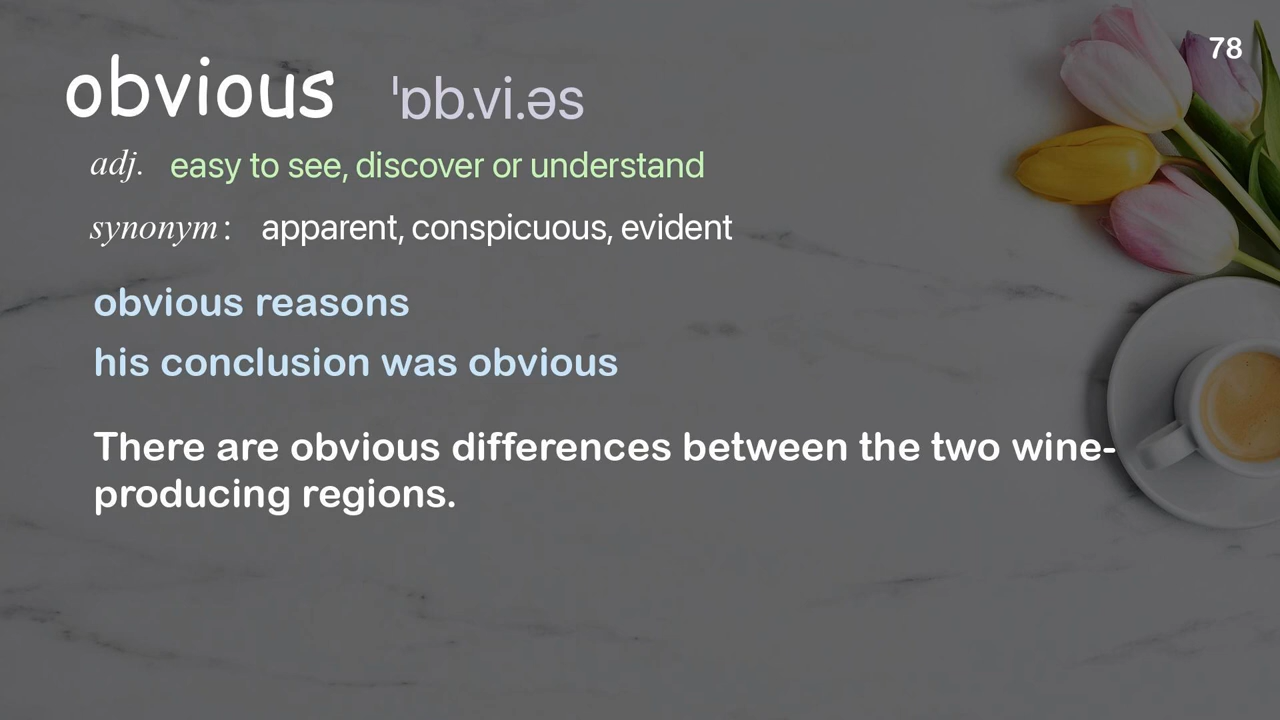 78
obvious ˈɒb.vi.əs
adj. easy to see, discover or understand
synonym: apparent, conspicuous, evident
obvious reasons
his conclusion was obvious
There are obvious differences between the two wine-
producing regions.